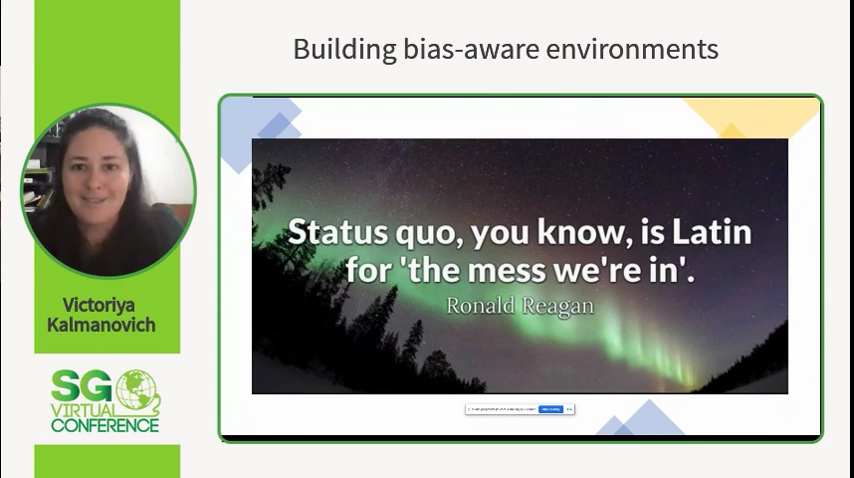 Building bias-aware environments
Status quo, you know, is Latin
for 'the mess we're in'.
Ronald Reagan
Victoriya
Kalmanovich
SG
VIRTUAL
CONFERENCE